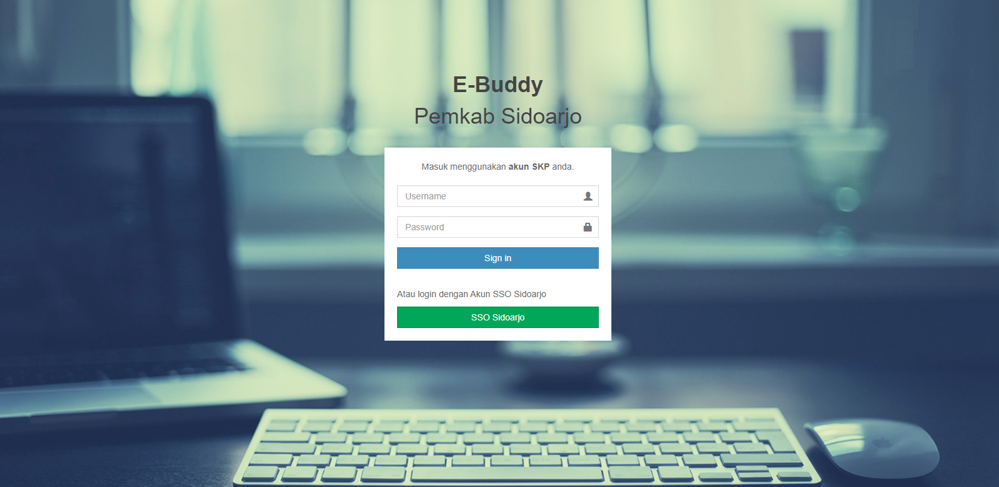 E-Buddy
Pemkab Sidoarjo
Masuk menggunakan akun SKP anda.
Username
Password
Sign in
Atau login dengan Akun SSO Sidoarjo
SSO Sidoarjo